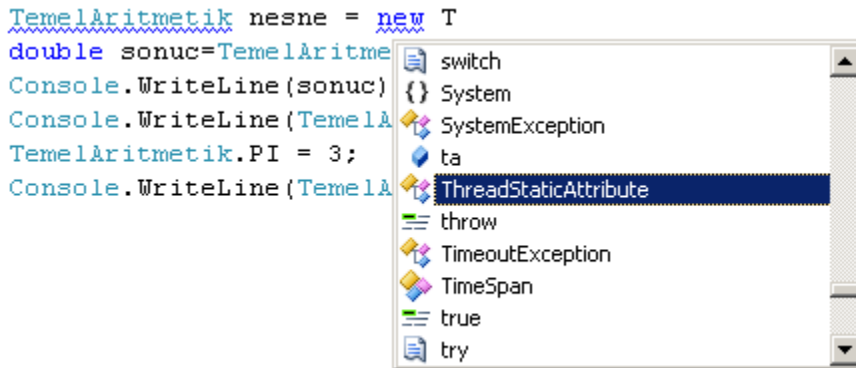 TemelAritmetik nesne = new T
double sonuc=TemelAritme
Console.WriteLine(sonuc)
Console.WriteLine(TemelA
TemelAritmetik.PI = 3;
Console.WriteLine(TemelA
switch
{} System
SystemException
ta
ThreadStaticAttribute
throw
TimeoutException
TimeSpan
true
try